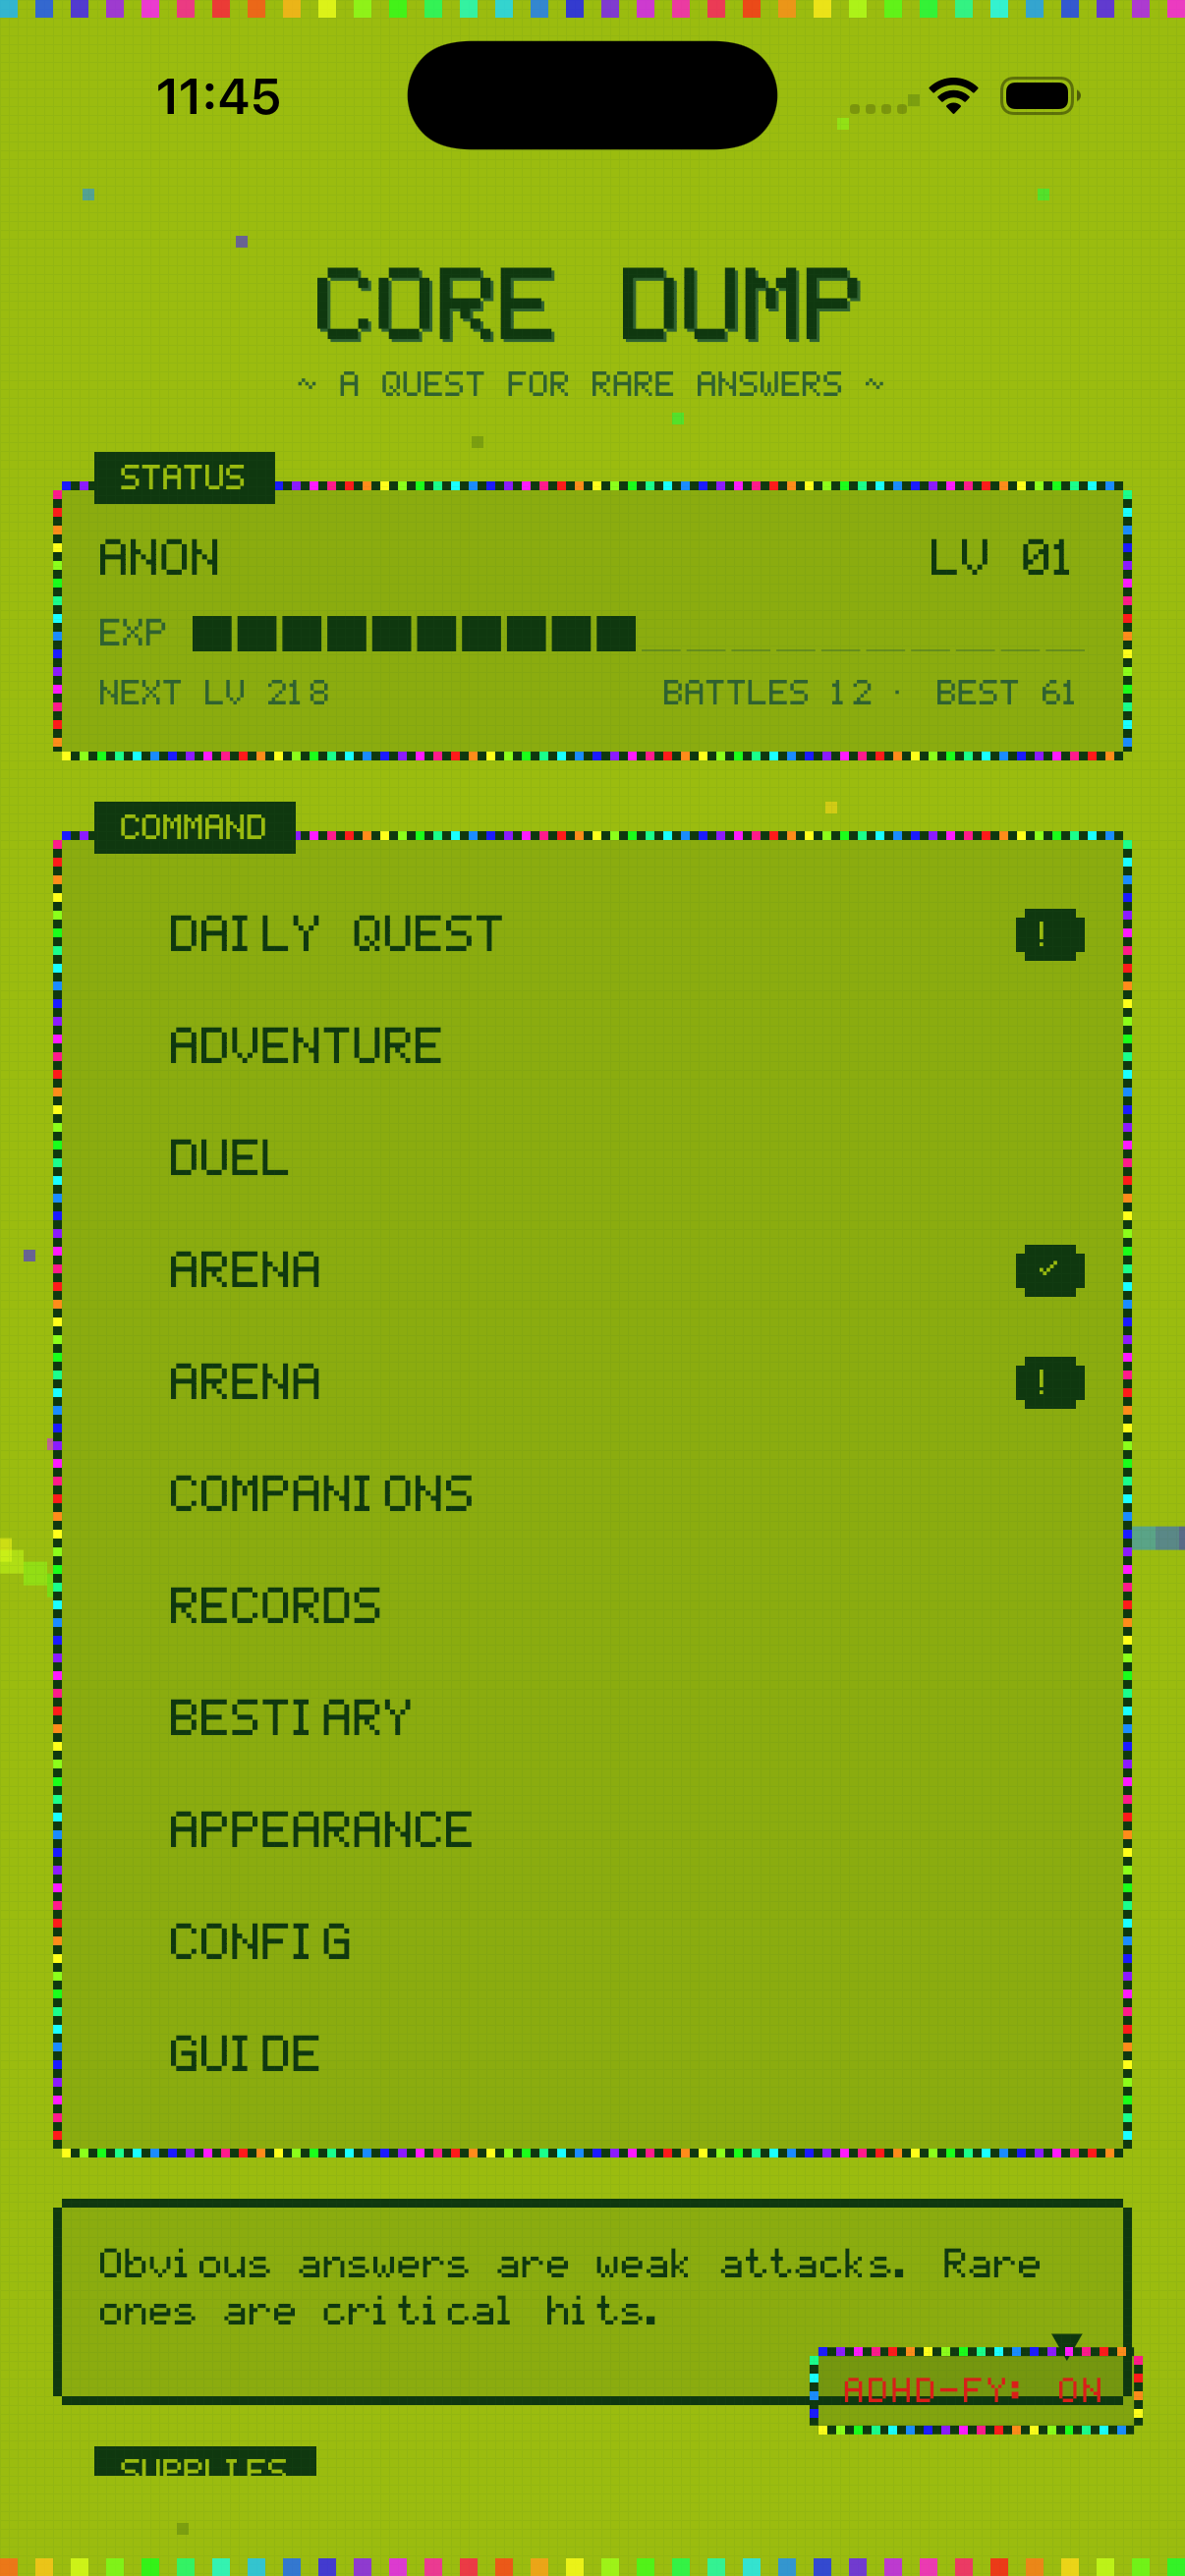 11:45
CORE DUMP
~ A QUEST FOR RARE ANSWERS ~
STATUS
ANON LV 01
EXP
NEXT LV 218 BATTLES 12 · BEST 61
COMMAND
DAILY QUEST !
ADVENTURE
DUEL
ARENA ✓
ARENA !
COMPANIONS
RECORDS
BESTIARY
APPEARANCE
CONFIG
GUIDE
Obvious answers are weak attacks. Rare
ones are critical hits.
ADHD-FY: ON
SUPPLIES